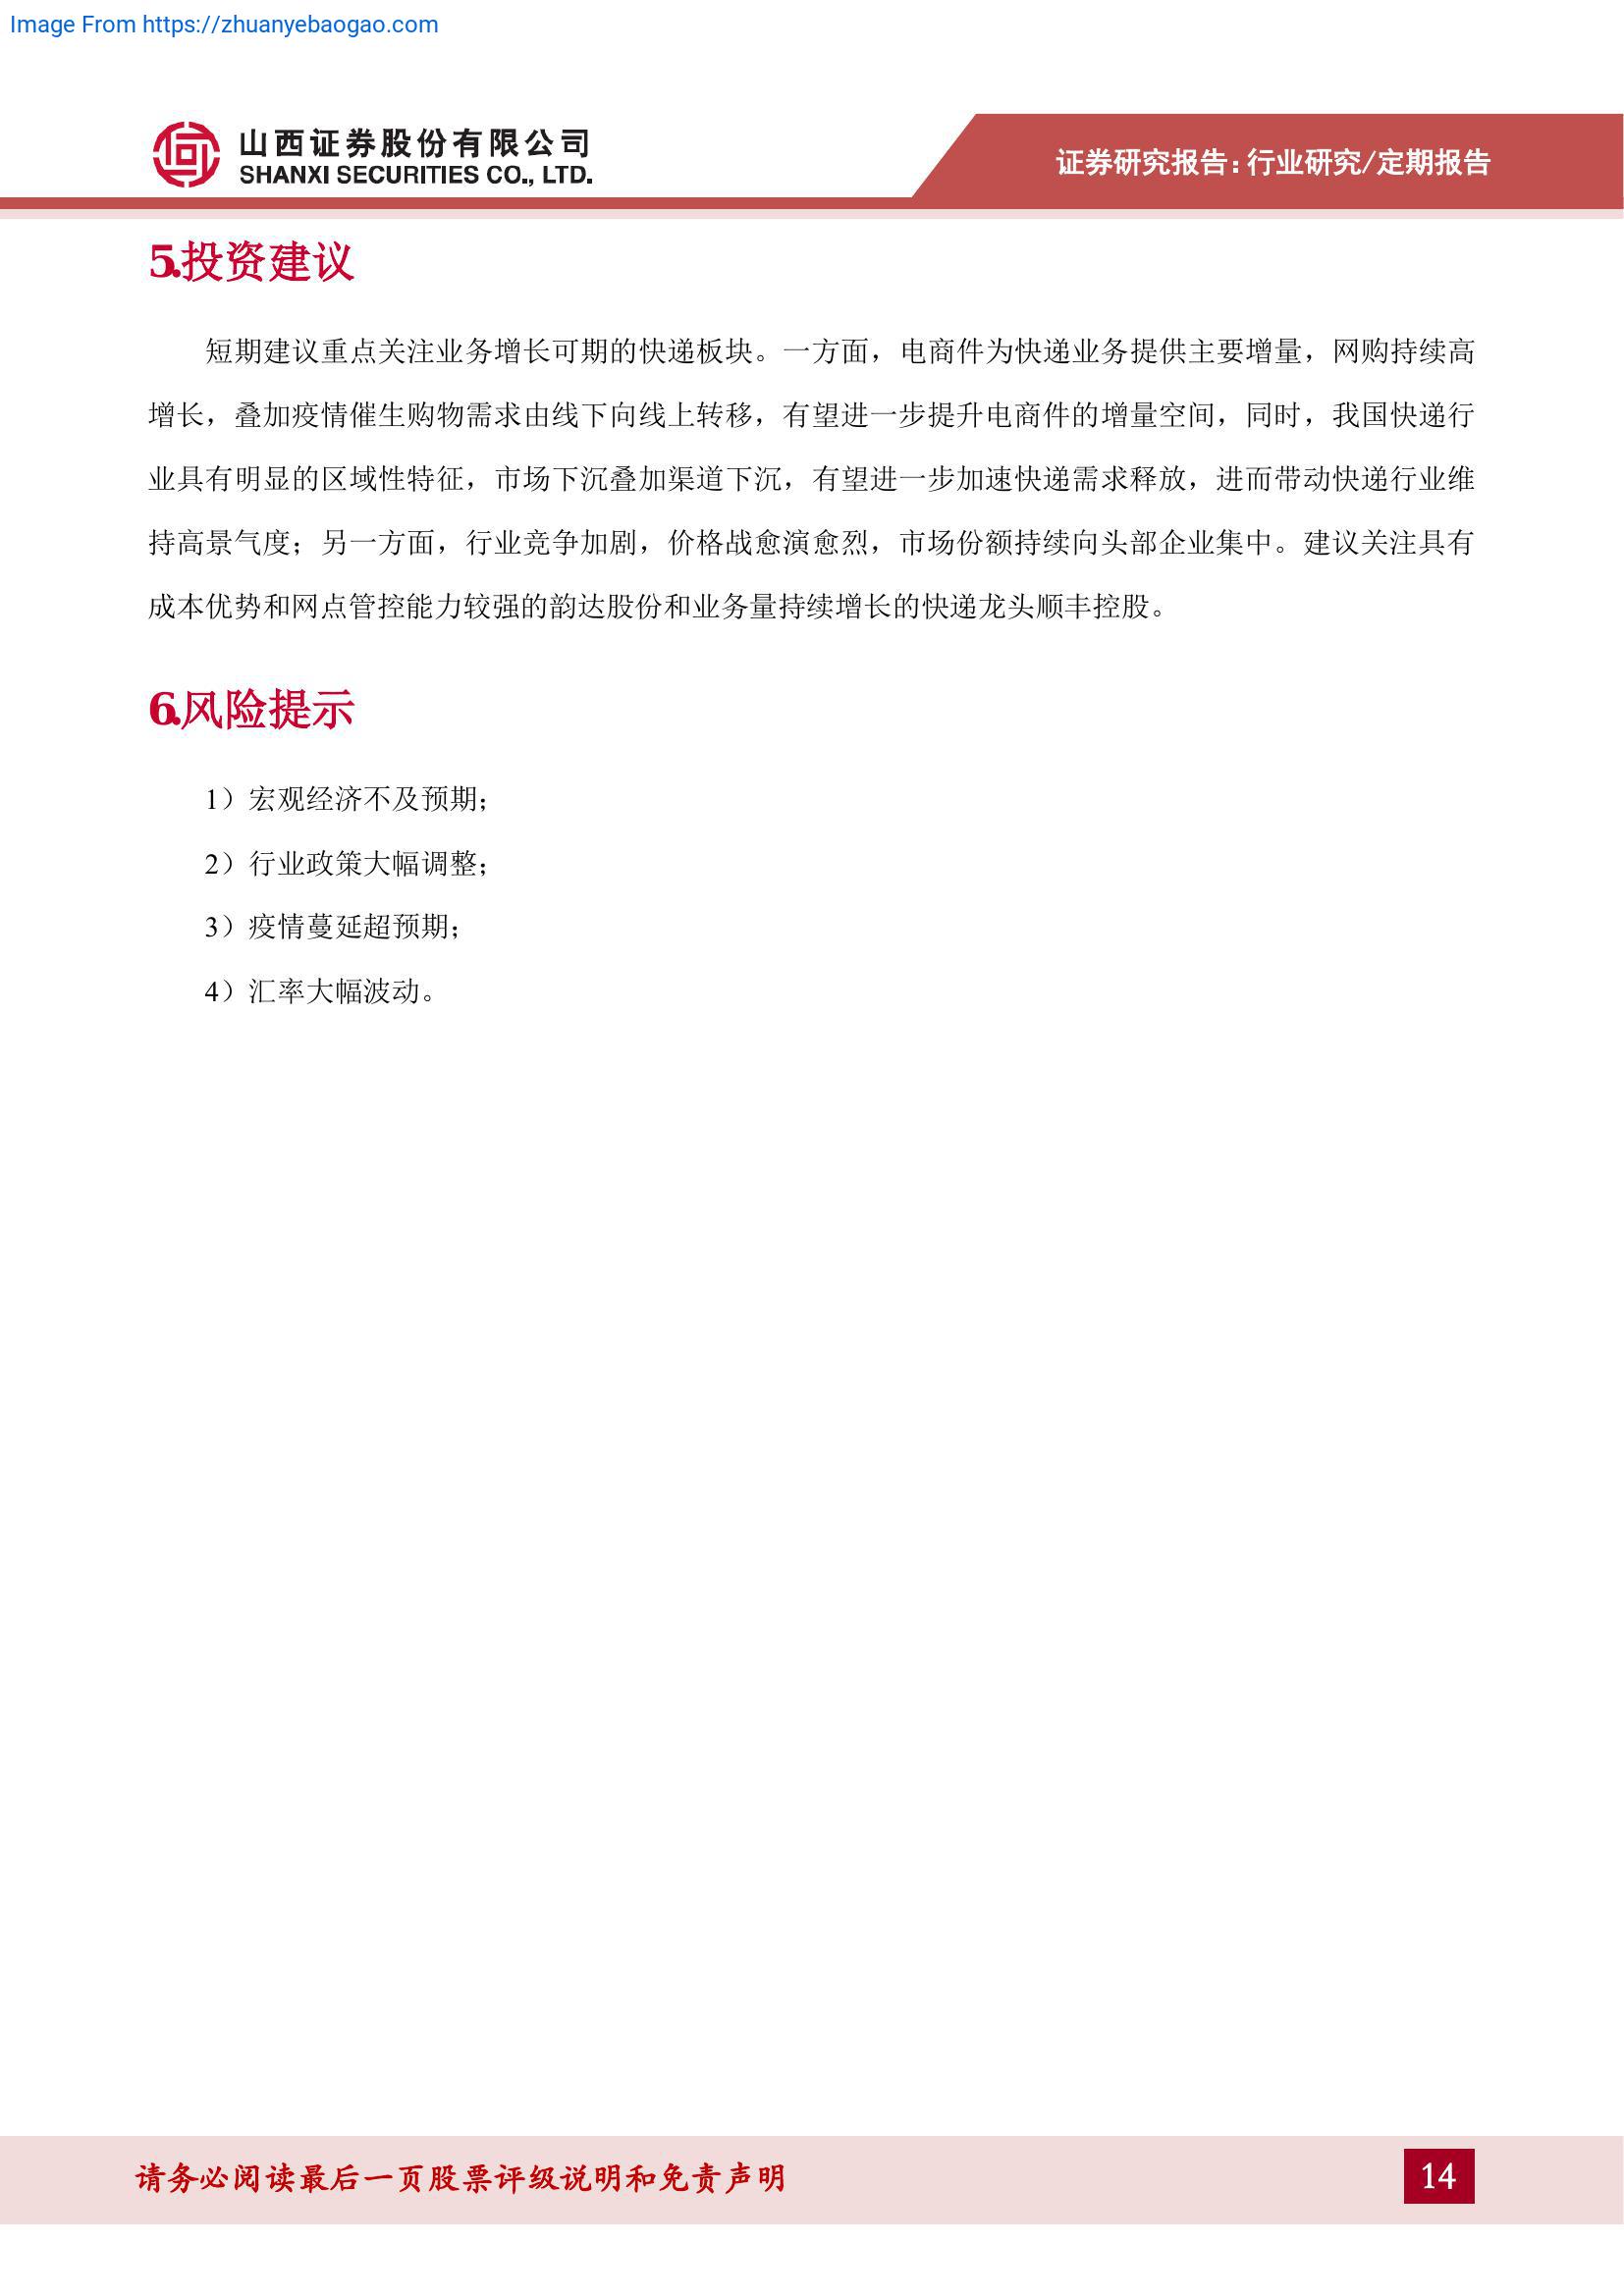 Image From https://zhuanyebaogao.com
山西证券股份有限公司
SHANXI SECURITIES CO., LTD.
证券研究报告：行业研究/定期报告
5.投资建议
短期建议重点关注业务增长可期的快递板块。一方面，电商件为快递业务提供主要增量，网购持续高
增长，叠加疫情催生购物需求由线下向线上转移，有望进一步提升电商件的增量空间，同时，我国快递行
业具有明显的区域性特征，市场下沉叠加渠道下沉，有望进一步加速快递需求释放，进而带动快递行业维
持高景气度；另一方面，行业竞争加剧，价格战愈演愈烈，市场份额持续向头部企业集中。建议关注具有
成本优势和网点管控能力较强的韵达股份和业务量持续增长的快递龙头顺丰控股。
6.风险提示
1）宏观经济不及预期；
2）行业政策大幅调整；
3）疫情蔓延超预期；
4）汇率大幅波动。
请务必阅读最后一页股票评级说明和免责声明
14